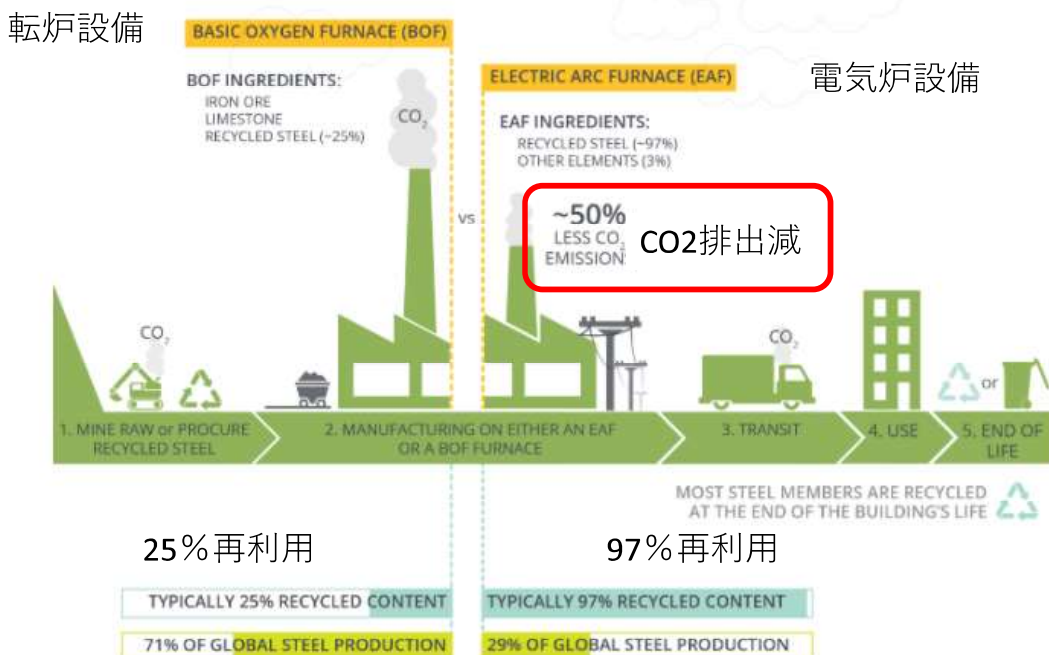 転炉設備
BASIC OXYGEN FURNACE (BOF)
BOF INGREDIENTS:
IRON ORE
LIMESTONE
RECYCLED STEEL (~25%)
CO₂
vs
ELECTRIC ARC FURNACE (EAF)
電気炉設備
EAF INGREDIENTS:
RECYCLED STEEL (~97%)
OTHER ELEMENTS (3%)
~50%
LESS CO₂
EMISSION
CO2排出減
CO₂
CO₂
or
1. MINE RAW or PROCURE
RECYCLED STEEL
2. MANUFACTURING ON EITHER AN EAF
OR A BOF FURNACE
3. TRANSIT
4. USE
5. END OF
LIFE
MOST STEEL MEMBERS ARE RECYCLED
AT THE END OF THE BUILDING'S LIFE
25%再利用
97%再利用
TYPICALLY 25% RECYCLED CONTENT
TYPICALLY 97% RECYCLED CONTENT
71% OF GLOBAL STEEL PRODUCTION
29% OF GLOBAL STEEL PRODUCTION